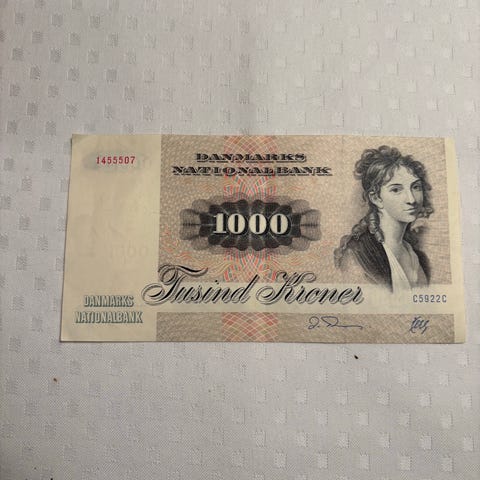 1455507
DANMARKS
NATIONALBANK
1000
Tusind Kroner
C5922C
DANMARKS
NATIONALBANK